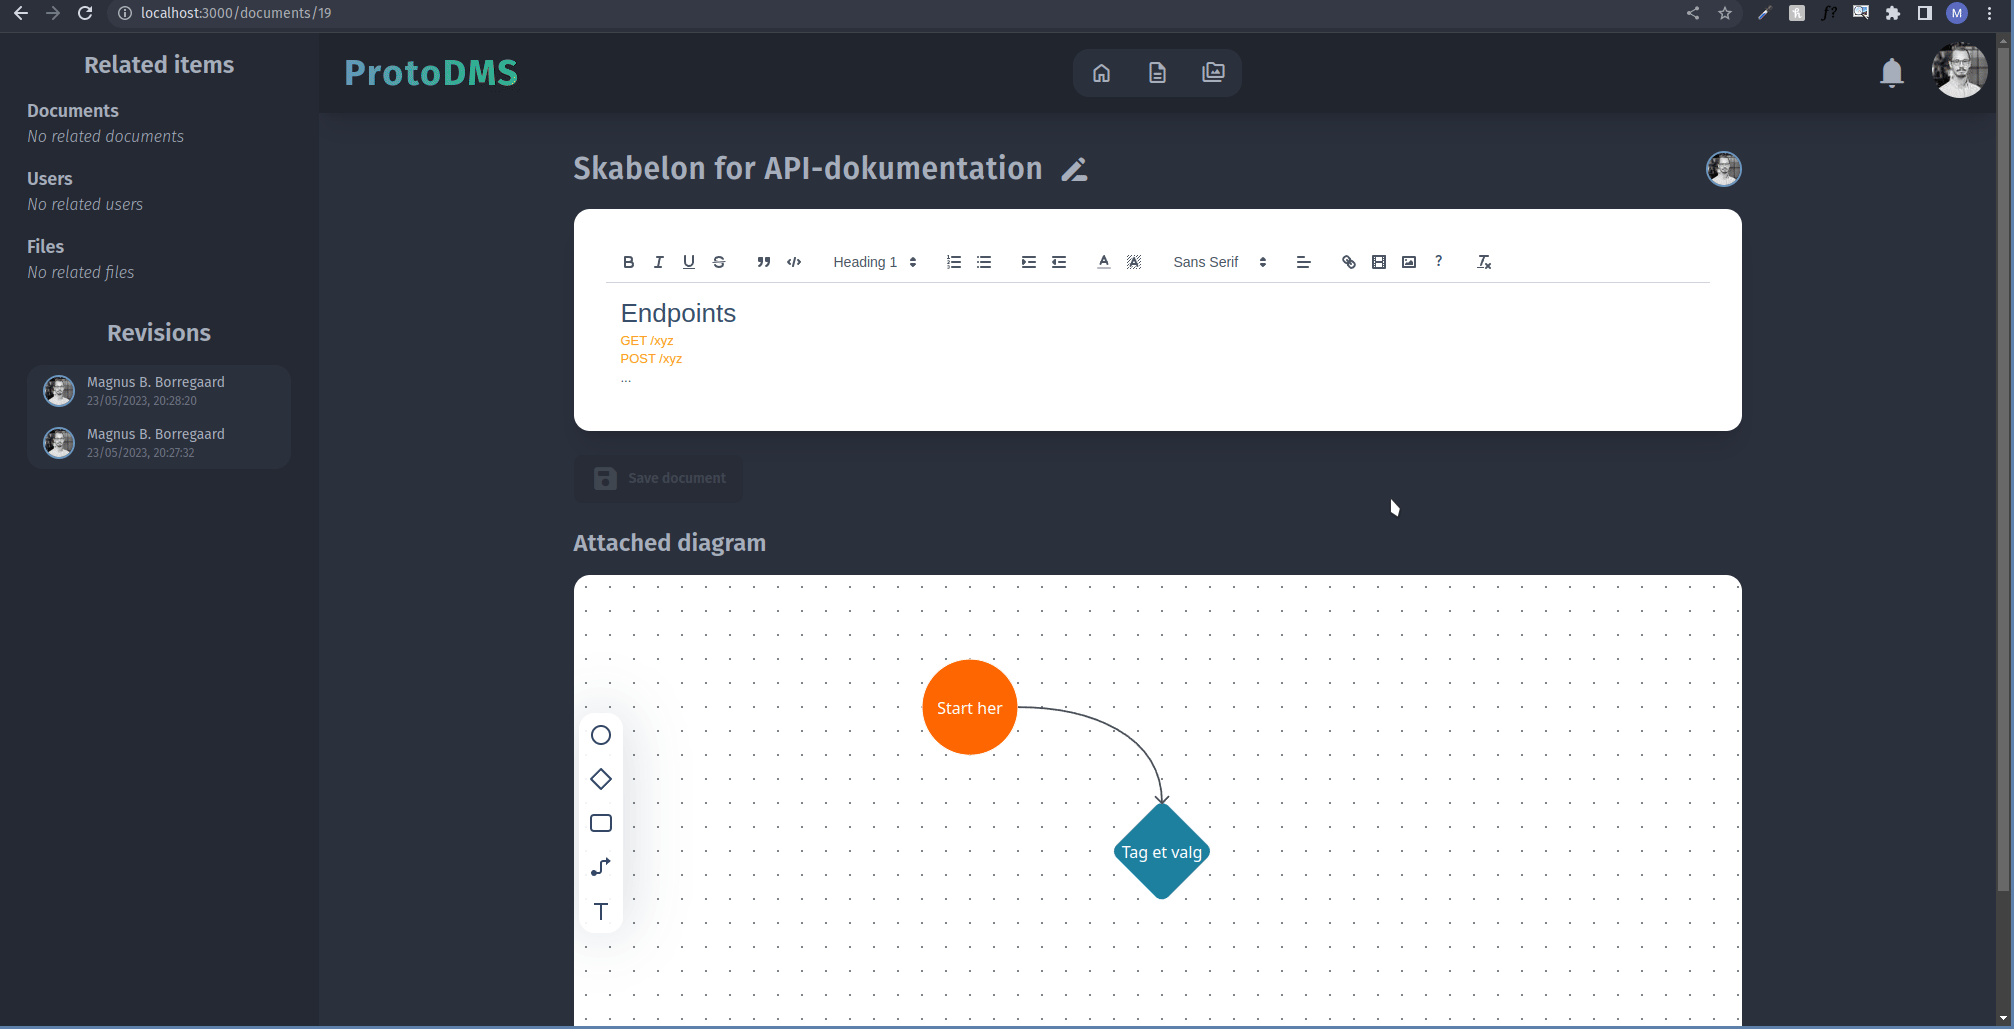 localhost:3000/documents/19
M
Related items
Documents
No related documents
Users
No related users
Files
No related files
Revisions
Magnus B. Borregaard
23/05/2023, 20:28:20
Magnus B. Borregaard
23/05/2023, 20:27:32
ProtoDMS
Skabelon for API-dokumentation
Heading 1
Sans Serif
Endpoints
GET /xyz
POST /xyz
...
Save document
Attached diagram
Start her
Tag et valg